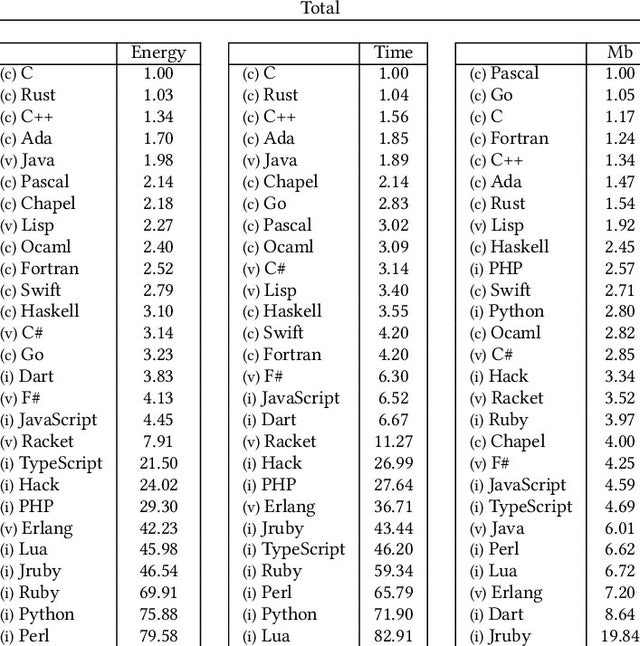 Total
Energy Time Mb
(c) C 1.00 (c) C 1.00 (c) Pascal 1.00
(c) Rust 1.03 (c) Rust 1.04 (c) Go 1.05
(c) C++ 1.34 (c) C++ 1.56 (c) C 1.17
(c) Ada 1.70 (c) Ada 1.85 (c) Fortran 1.24
(v) Java 1.98 (v) Java 1.89 (c) C++ 1.34
(c) Pascal 2.14 (c) Chapel 2.14 (c) Ada 1.47
(c) Chapel 2.18 (c) Go 2.83 (c) Rust 1.54
(v) Lisp 2.27 (c) Pascal 3.02 (v) Lisp 1.92
(c) Ocaml 2.40 (c) Ocaml 3.09 (c) Haskell 2.45
(c) Fortran 2.52 (v) C# 3.14 (i) PHP 2.57
(c) Swift 2.79 (v) Lisp 3.40 (c) Swift 2.71
(c) Haskell 3.10 (c) Haskell 3.55 (i) Python 2.80
(v) C# 3.14 (c) Swift 4.20 (c) Ocaml 2.82
(c) Go 3.23 (c) Fortran 4.20 (v) C# 2.85
(i) Dart 3.83 (v) F# 6.30 (i) Hack 3.34
(v) F# 4.13 (i) JavaScript 6.52 (v) Racket 3.52
(i) JavaScript 4.45 (i) Dart 6.67 (i) Ruby 3.97
(v) Racket 7.91 (v) Racket 11.27 (c) Chapel 4.00
(i) TypeScript 21.50 (i) Hack 26.99 (v) F# 4.25
(i) Hack 24.02 (i) PHP 27.64 (i) JavaScript 4.59
(i) PHP 29.30 (v) Erlang 36.71 (i) TypeScript 4.69
(v) Erlang 42.23 (i) Jruby 43.44 (v) Java 6.01
(i) Lua 45.98 (i) TypeScript 46.20 (i) Perl 6.62
(i) Jruby 46.54 (i) Ruby 59.34 (i) Lua 6.72
(i) Ruby 69.91 (i) Perl 65.79 (v) Erlang 7.20
(i) Python 75.88 (i) Python 71.90 (i) Dart 8.64
(i) Perl 79.58 (i) Lua 82.91 (i) Jruby 19.84